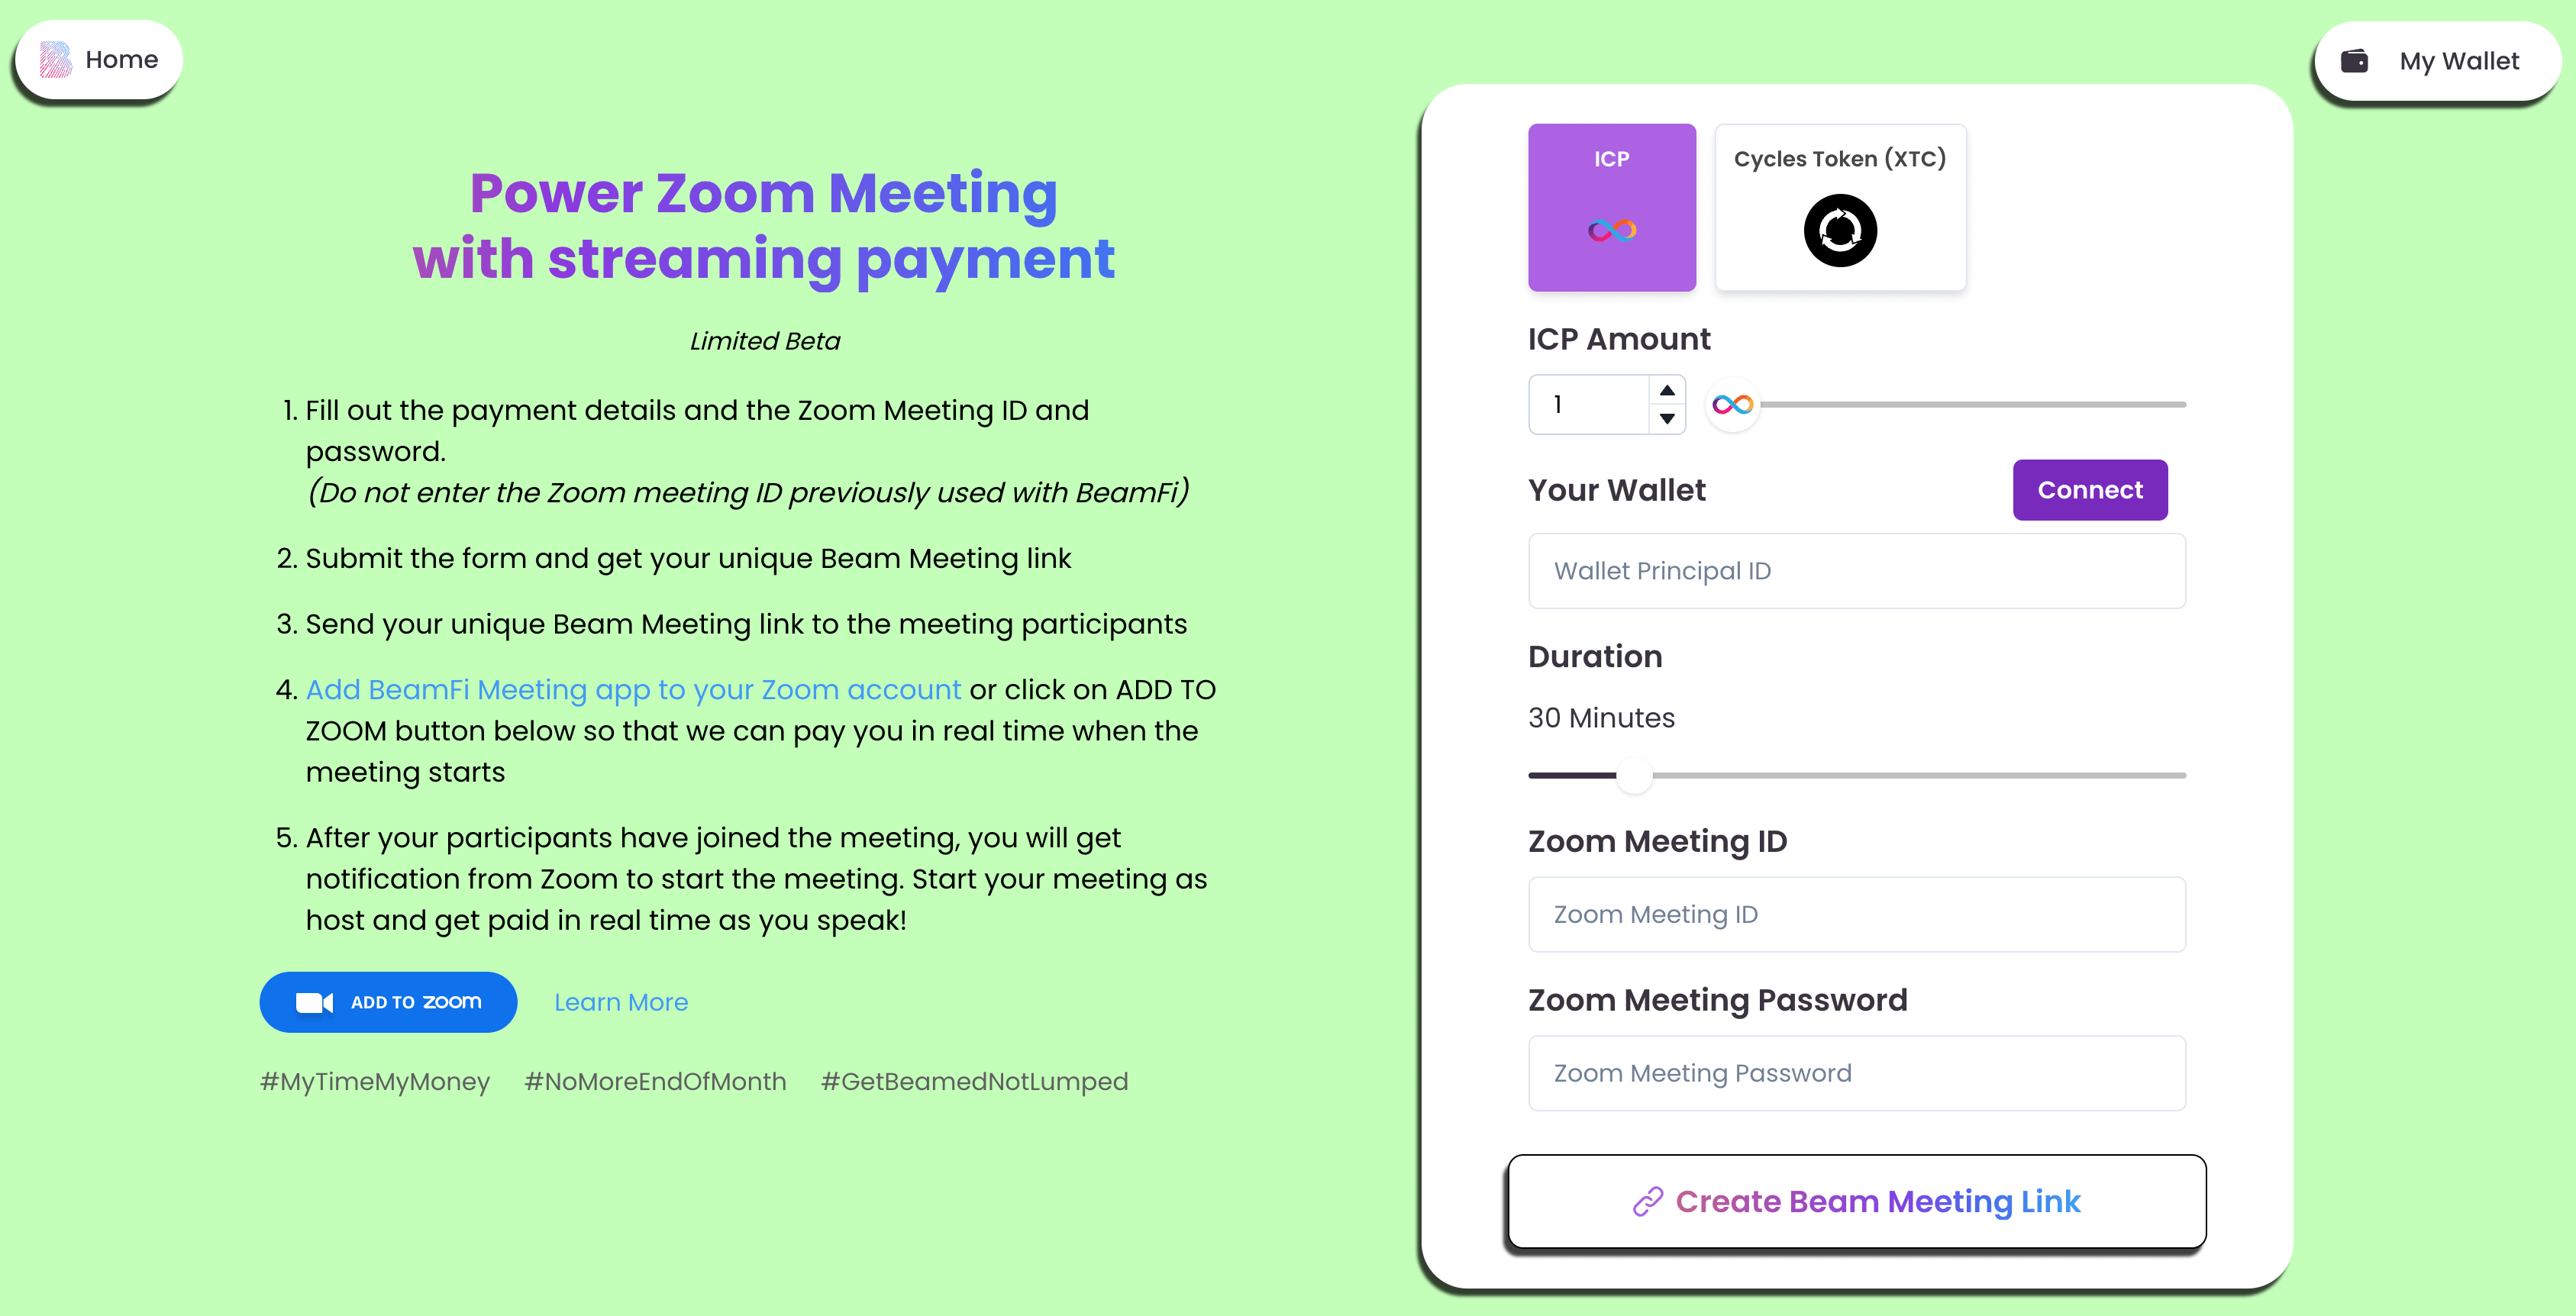 Home
My Wallet
Power Zoom Meeting
with streaming payment
Limited Beta
1. Fill out the payment details and the Zoom Meeting ID and
password.
(Do not enter the Zoom meeting ID previously used with BeamFi)
2. Submit the form and get your unique Beam Meeting link
3. Send your unique Beam Meeting link to the meeting participants
4. Add BeamFi Meeting app to your Zoom account or click on ADD TO
ZOOM button below so that we can pay you in real time when the
meeting starts
5. After your participants have joined the meeting, you will get
notification from Zoom to start the meeting. Start your meeting as
host and get paid in real time as you speak!
ADD TO zoom
Learn More
#MyTimeMyMoney #NoMoreEndOfMonth #GetBeamedNotLumped
ICP
Cycles Token (XTC)
ICP Amount
1
Your Wallet
Connect
Wallet Principal ID
Duration
30 Minutes
Zoom Meeting ID
Zoom Meeting ID
Zoom Meeting Password
Zoom Meeting Password
Create Beam Meeting Link